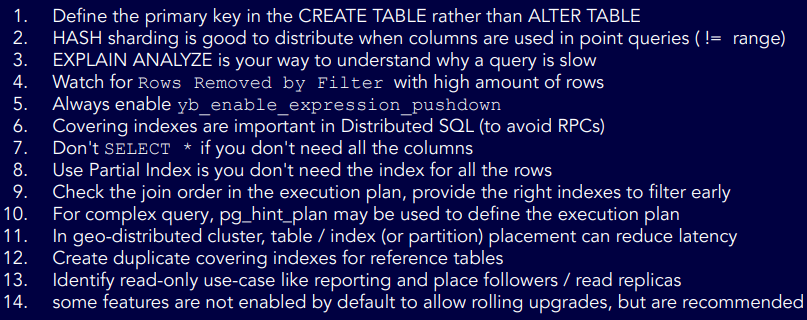 1. Define the primary key in the CREATE TABLE rather than ALTER TABLE
2. HASH sharding is good to distribute when columns are used in point queries ( != range)
3. EXPLAIN ANALYZE is your way to understand why a query is slow
4. Watch for Rows Removed by Filter with high amount of rows
5. Always enable yb_enable_expression_pushdown
6. Covering indexes are important in Distributed SQL (to avoid RPCs)
7. Don't SELECT * if you don't need all the columns
8. Use Partial Index is you don't need the index for all the rows
9. Check the join order in the execution plan, provide the right indexes to filter early
10. For complex query, pg_hint_plan may be used to define the execution plan
11. In geo-distributed cluster, table / index (or partition) placement can reduce latency
12. Create duplicate covering indexes for reference tables
13. Identify read-only use-case like reporting and place followers / read replicas
14. some features are not enabled by default to allow rolling upgrades, but are recommended